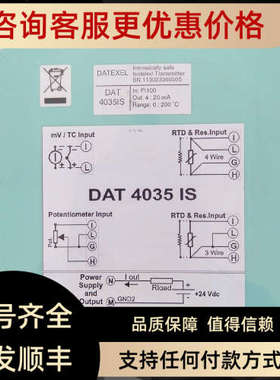 咨询客服更优惠价格
DATEXEL
Intrinsically safe
Isolated Transmitter
DAT
4035IS
In: Pt100
Out: 4÷20 mA
Range: 0÷200 °C
mV / TC Input
RTD & Res. Input
I
L
I
L
G
H
4 Wire
DAT 4035 IS
Potentiometer Input
RTD & Res. Input
Pot.
I
L
G
H
I
L
G
H
3 Wire
Power
Supply
and
Output
N
M
I out
GND2
Rload
+24 Vdc
号齐全
发顺丰
品质保障 值得信赖
支持任何付款方式